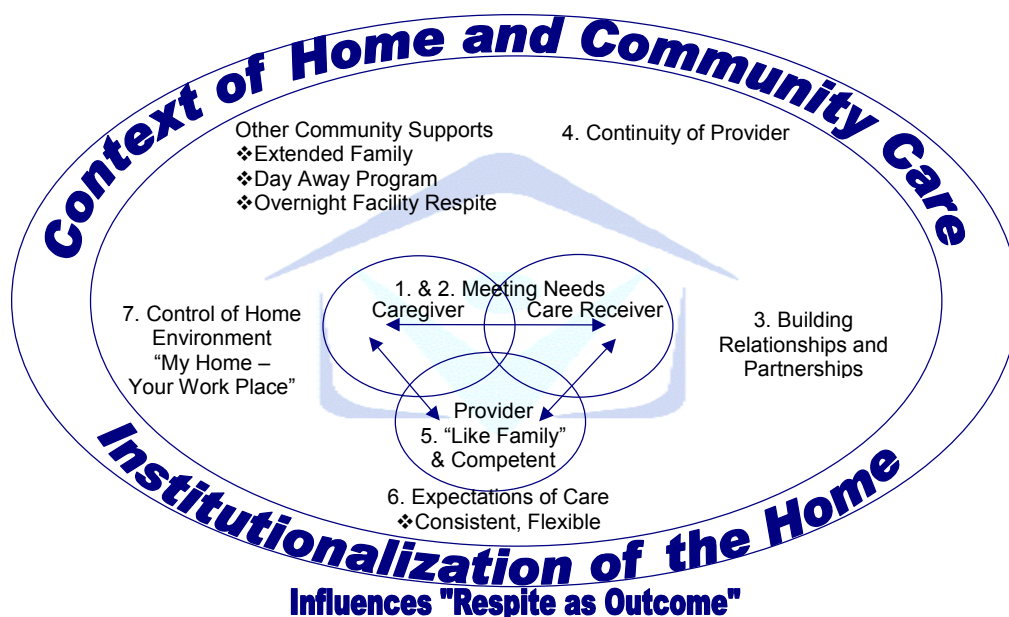 Context of Home and Community Care
Other Community Supports
❖Extended Family
❖Day Away Program
❖Overnight Facility Respite
4. Continuity of Provider
1. & 2. Meeting Needs
Caregiver
Care Receiver
7. Control of Home
Environment
“My Home –
Your Work Place”
3. Building
Relationships and
Partnerships
Provider
5. “Like Family”
& Competent
6. Expectations of Care
❖Consistent, Flexible
Institutionalization of the Home
Influences "Respite as Outcome"